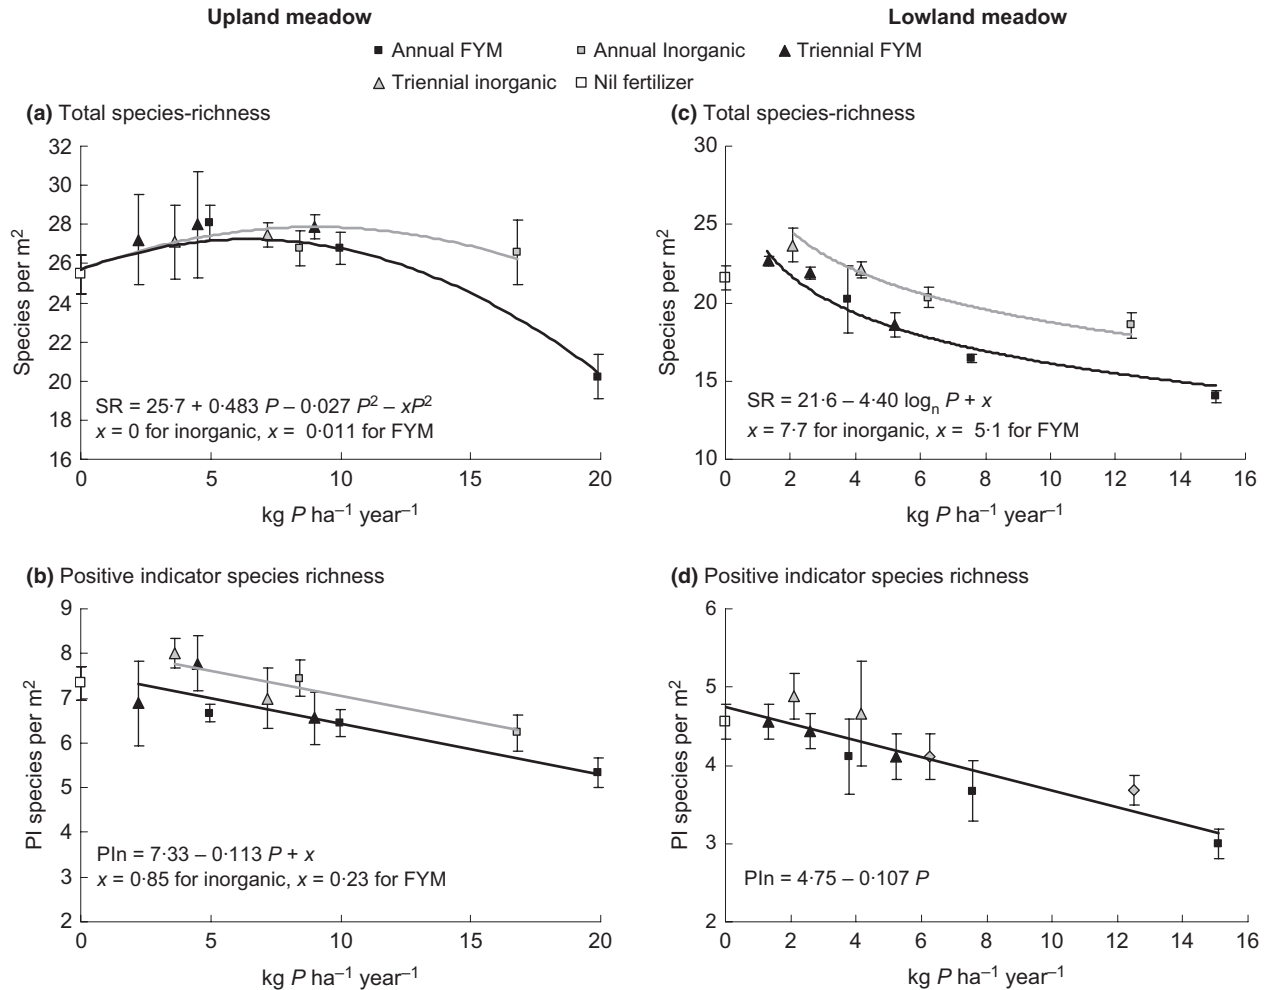 Upland meadow
Lowland meadow
Annual FYM
Annual Inorganic
Triennial FYM
Triennial inorganic
Nil fertilizer
(a) Total species-richness
Species per m²
32
30
28
26
24
22
20
18
16
SR = 25·7 + 0·483 P – 0·027 P² – xP²
x = 0 for inorganic, x = 0·011 for FYM
0 5 10 15 20
kg P ha⁻¹ year⁻¹
(c) Total species-richness
Species per m²
30
25
20
15
10
SR = 21·6 – 4·40 logₙ P + x
x = 7·7 for inorganic, x = 5·1 for FYM
0 2 4 6 8 10 12 14 16
kg P ha⁻¹ year⁻¹
(b) Positive indicator species richness
PI species per m²
9
8
7
6
5
4
3
2
PIn = 7·33 – 0·113 P + x
x = 0·85 for inorganic, x = 0·23 for FYM
0 5 10 15 20
kg P ha⁻¹ year⁻¹
(d) Positive indicator species richness
PI species per m²
6
5
4
3
2
PIn = 4·75 – 0·107 P
0 2 4 6 8 10 12 14 16
kg P ha⁻¹ year⁻¹